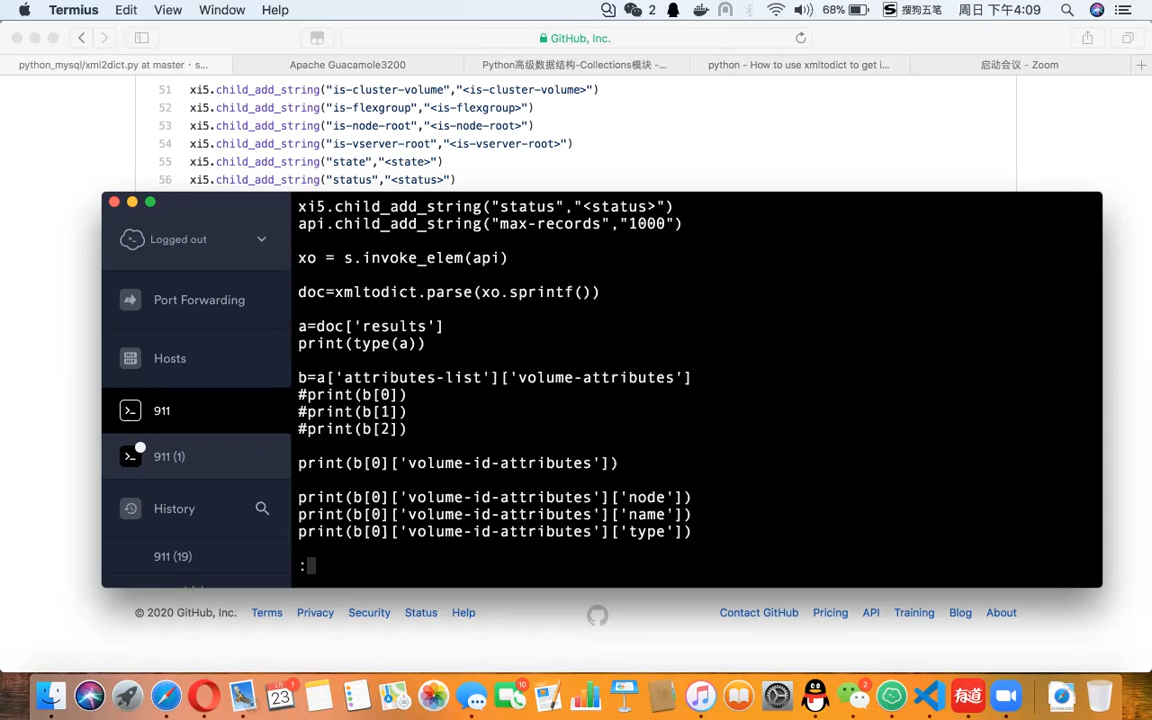 Termius Edit View Window Help
2
68%
搜狗五笔
周日 下午4:09
GitHub, Inc.
python_mysql/xml2dict.py at master · s...
Apache Guacamole3200
Python高级数据结构-Collections模块 -...
python - How to use xmltodict to get i...
启动会议 - Zoom
51 xi5.child_add_string("is-cluster-volume","<is-cluster-volume>")
52 xi5.child_add_string("is-flexgroup","<is-flexgroup>")
53 xi5.child_add_string("is-node-root","<is-node-root>")
54 xi5.child_add_string("is-vserver-root","<is-vserver-root>")
55 xi5.child_add_string("state","<state>")
56 xi5.child_add_string("status","<status>")
Logged out
Port Forwarding
Hosts
911
911 (1)
History
911 (19)
xi5.child_add_string("status","<status>")
api.child_add_string("max-records","1000")
xo = s.invoke_elem(api)
doc=xmltodict.parse(xo.sprintf())
a=doc['results']
print(type(a))
b=a['attributes-list']['volume-attributes']
#print(b[0])
#print(b[1])
#print(b[2])
print(b[0]['volume-id-attributes'])
print(b[0]['volume-id-attributes']['node'])
print(b[0]['volume-id-attributes']['name'])
print(b[0]['volume-id-attributes']['type'])
:
© 2020 GitHub, Inc. Terms Privacy Security Status Help
Contact GitHub Pricing API Training Blog About
23
10
2
有道